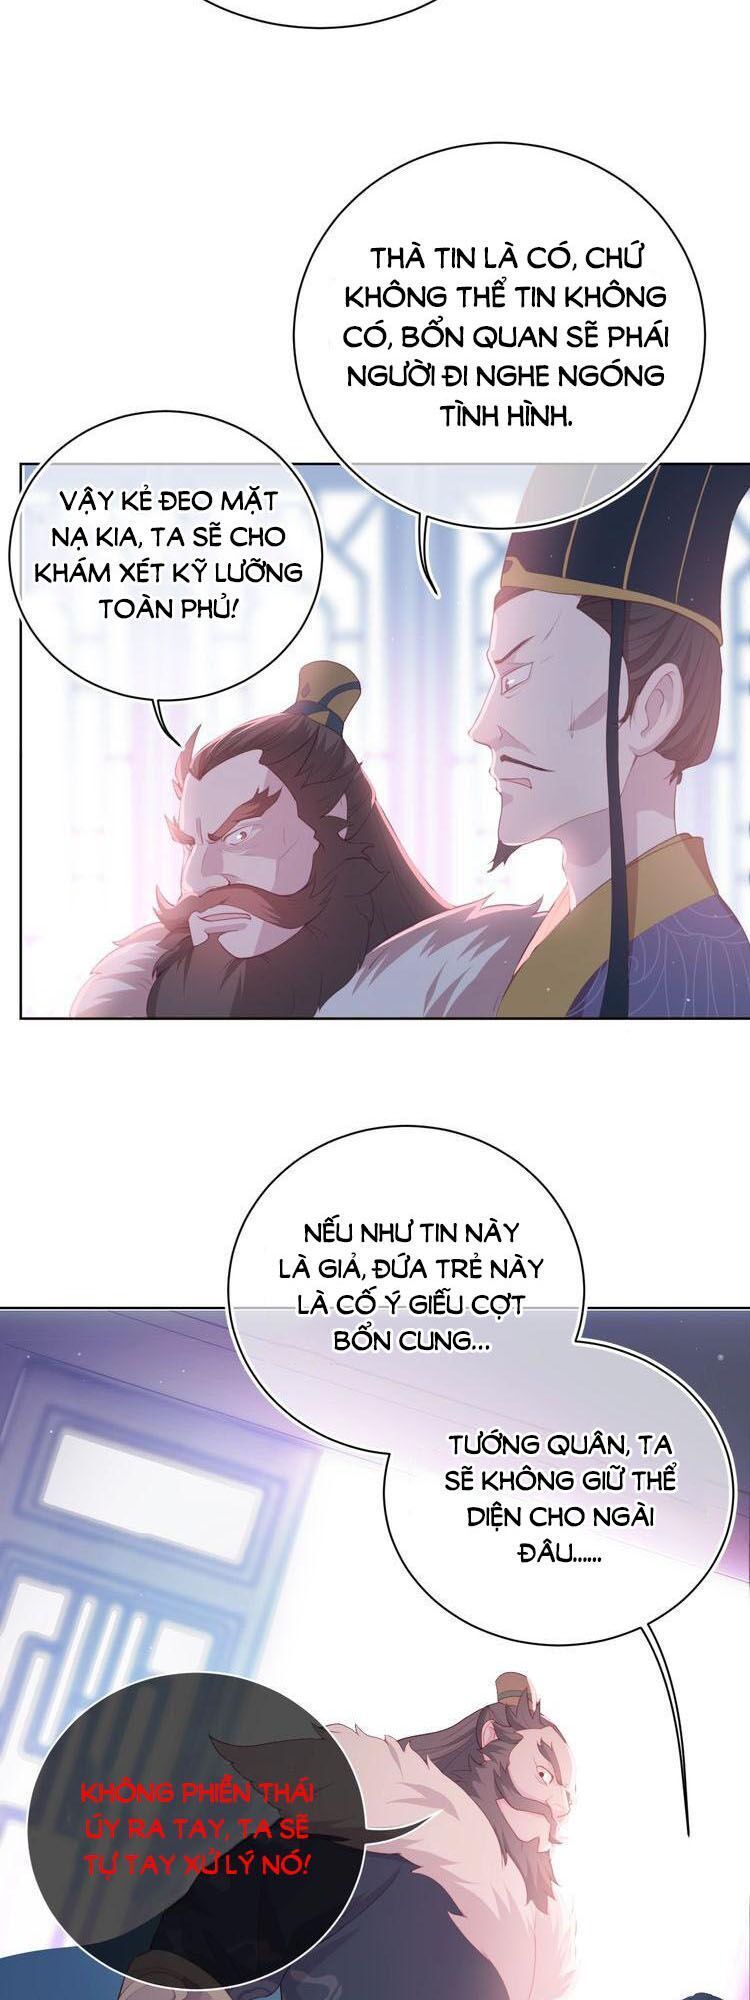 THÀ TIN LÀ CÓ, CHỨ
KHÔNG THỂ TIN KHÔNG
CÓ, BỔN QUAN SẼ PHÁI
NGƯỜI ĐI NGHE NGÓNG
TÌNH HÌNH.
VẬY KẺ ĐEO MẶT
NẠ KIA, TA SẼ CHO
KHÁM XÉT KỸ LƯỠNG
TOÀN PHỦ!
NẾU NHƯ TIN NÀY
LÀ GIẢ, ĐỨA TRẺ NÀY
LÀ CỐ Ý GIỄU CỢT
BỔN CUNG...
TƯỚNG QUÂN, TA
SẼ KHÔNG GIỮ THỂ
DIỆN CHO NGÀI
ĐÂU......
KHÔNG PHIỀN THÁI
ÚY RA TAY, TA SẼ
TỰ TAY XỬ LÝ NÓ!